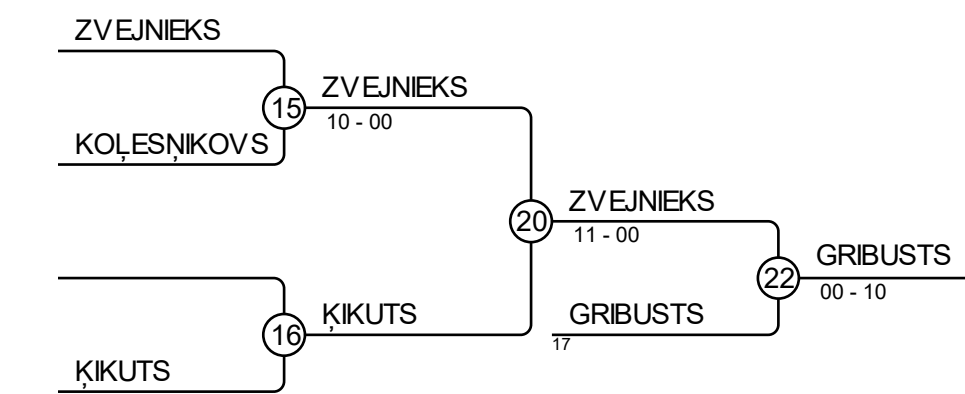 ZVEJNIEKS
15
ZVEJNIEKS
10 - 00
KOĻESŅIKOVS
20
ZVEJNIEKS
11 - 00
22
GRIBUSTS
00 - 10
16
ĶIKUTS
GRIBUSTS
17
ĶIKUTS